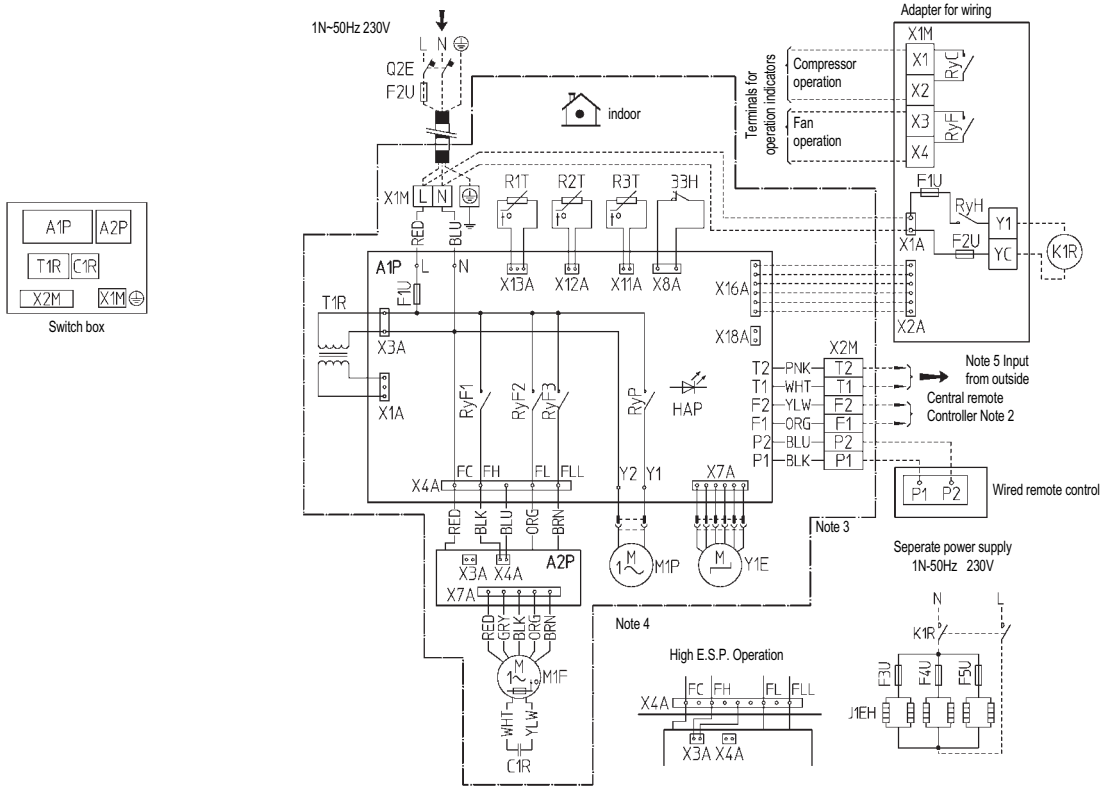 1N~50Hz 230V
L N
Q2E
F2U
indoor
Adapter for wiring
X1M
X1
X2
X3
X4
RyC
RyF
Terminals for
operation indicators
Compressor
operation
Fan
operation
F1U
RyH
Y1
X1A
F2U
YC
K1R
X2A
X1M
L N
RED
BLU
R1T
R2T
R3T
33H
X13A
X12A
X11A
X8A
A1P
L
N
F1U
T1R
X3A
X1A
X16A
X18A
HAP
RyF1
RyF2
RyF3
RyP
X2M
T2 PNK T2
T1 WHT T1
F2 YLW F2
F1 ORG F1
P2 BLU P2
P1 BLK P1
Note 5 Input
from outside
Central remote
Controller Note 2
P1 P2
Wired remote control
A1P
A2P
T1R
C1R
X2M
X1M
Switch box
X4A
FC
FH
FL
FLL
Y2
Y1
X7A
RED
BLK
BLU
ORG
BRN
A2P
X3A
X4A
X7A
M
1~
M1P
M
Y1E
Note 3
Note 4
RED
GRY
BLK
ORG
BRN
M
1~
M1F
WHT
YLW
C1R
High E.S.P. Operation
X4A
FC
FH
FL
FLL
X3A
X4A
Seperate power supply
1N-50Hz 230V
N
L
K1R
F3U
F4U
F5U
J1EH